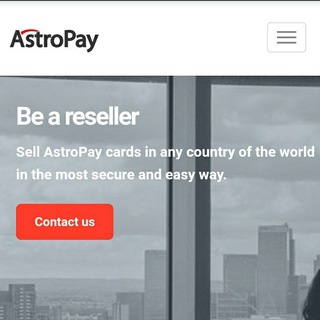 AstroPay
Be a reseller
Sell AstroPay cards in any country of the world
in the most secure and easy way.
Contact us